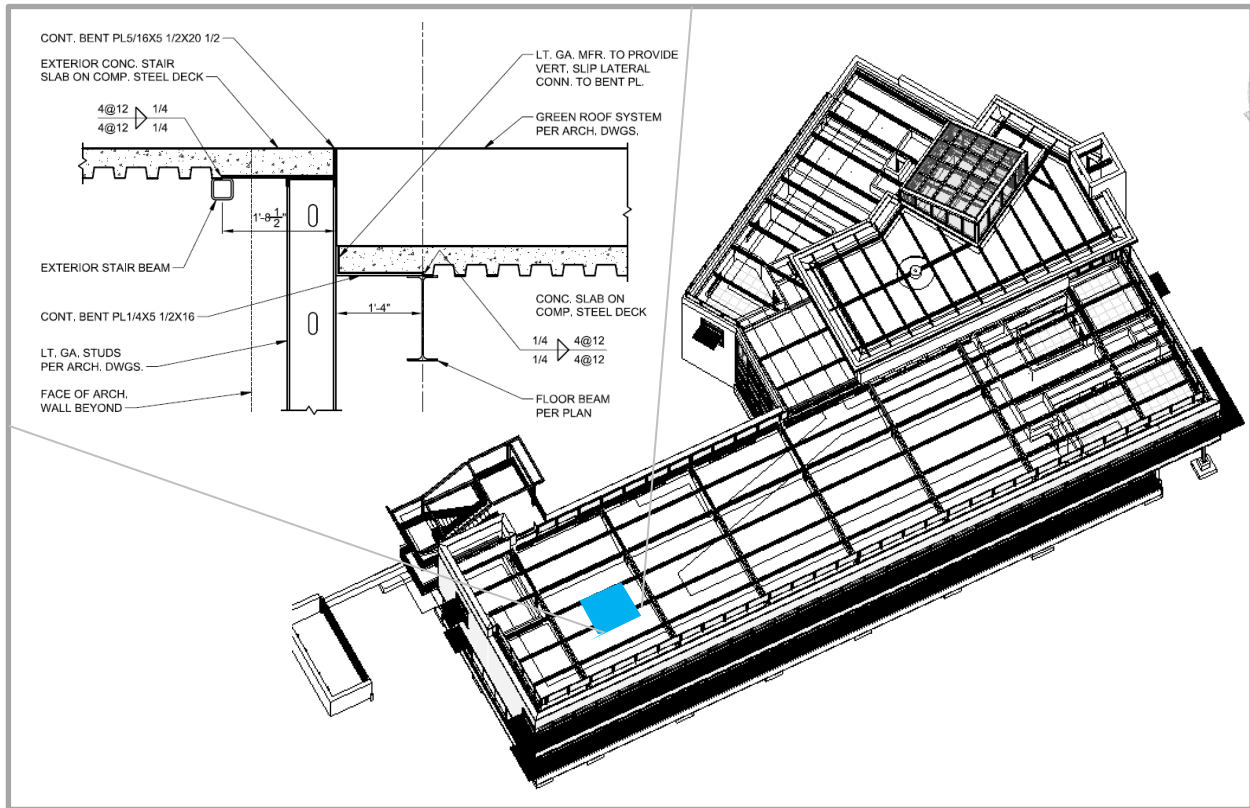 CONT. BENT PL5/16X5 1/2X20 1/2
EXTERIOR CONC. STAIR
SLAB ON COMP. STEEL DECK
4@12 1/4
4@12 1/4
LT. GA. MFR. TO PROVIDE
VERT. SLIP LATERAL
CONN. TO BENT PL.
GREEN ROOF SYSTEM
PER ARCH. DWGS.
1'-8 1/2"
EXTERIOR STAIR BEAM
CONT. BENT PL1/4X5 1/2X16
1'-4"
CONC. SLAB ON
COMP. STEEL DECK
1/4 4@12
1/4 4@12
LT. GA. STUDS
PER ARCH. DWGS.
FACE OF ARCH.
WALL BEYOND
FLOOR BEAM
PER PLAN